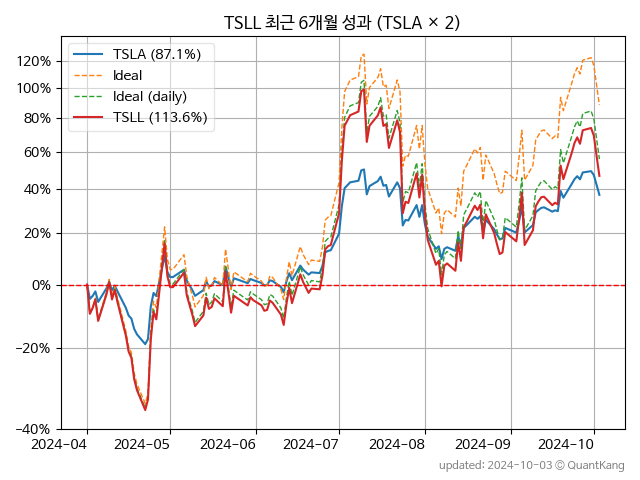 TSLL 최근 6개월 성과 (TSLA × 2)
TSLA (87.1%)
Ideal
Ideal (daily)
TSLL (113.6%)
120%
100%
80%
60%
40%
20%
0%
−20%
−40%
2024-04 2024-05 2024-06 2024-07 2024-08 2024-09 2024-10
updated: 2024-10-03 © QuantKang